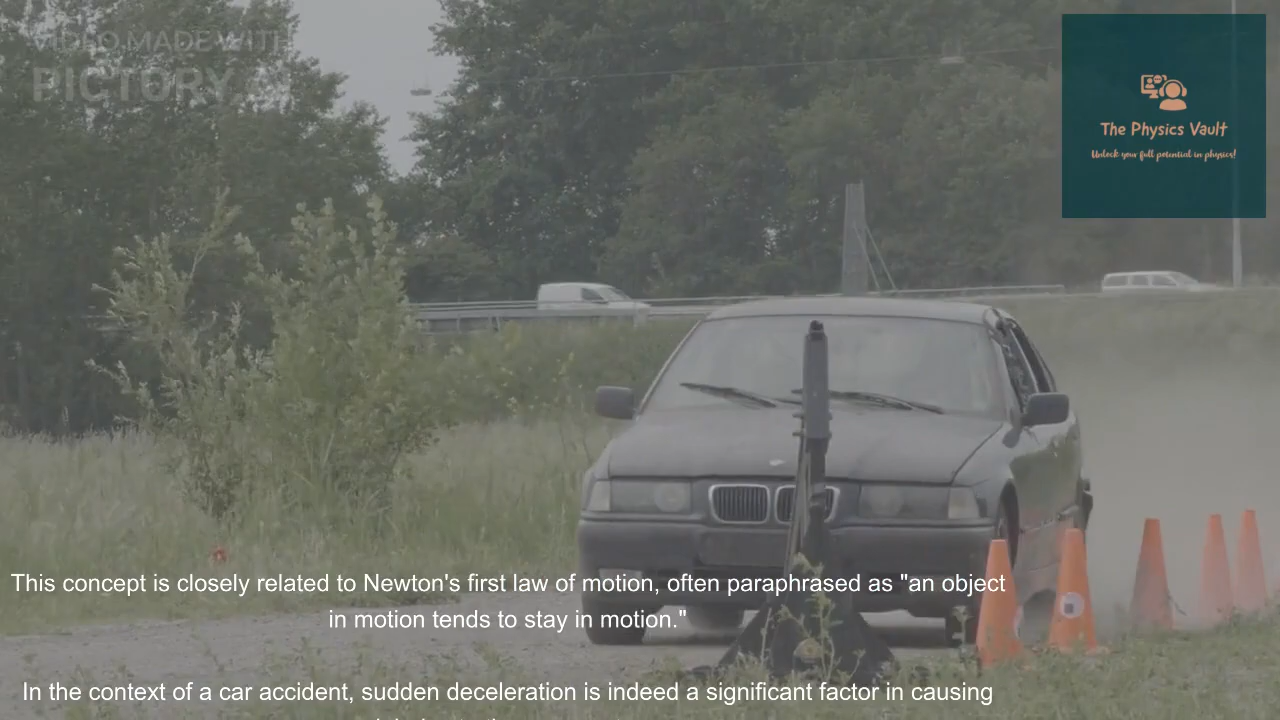 VIDEO MADE WITH
PICTORY.AI
The Physics Vault
Unlock your full potential in physics!
This concept is closely related to Newton's first law of motion, often paraphrased as "an object
in motion tends to stay in motion."
In the context of a car accident, sudden deceleration is indeed a significant factor in causing